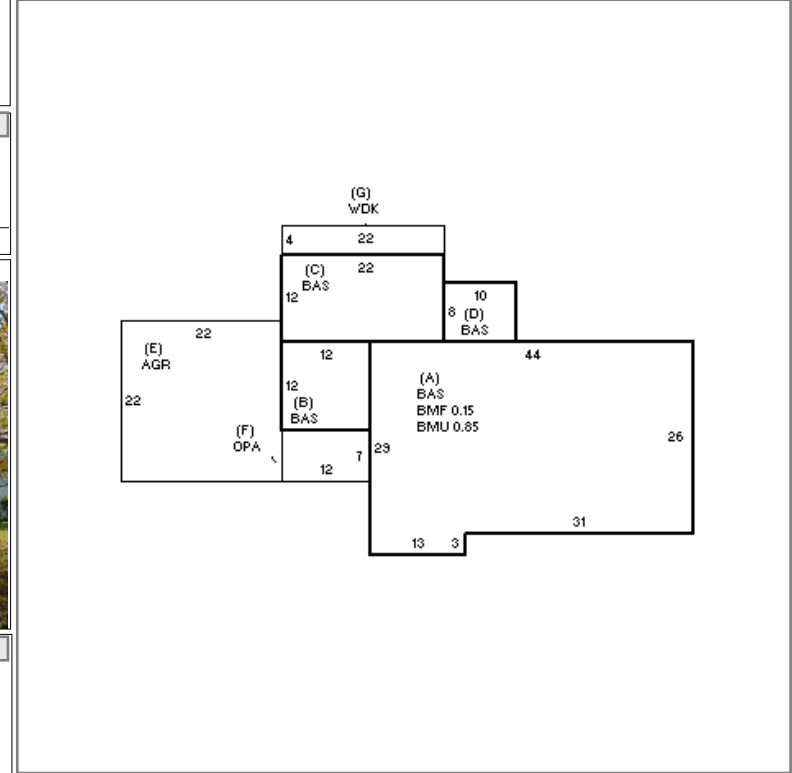 (G)
WDK
4 22
(C) 22
BAS
12
10
8 (D)
BAS
22
(E)
AGR
22
12
12
(B)
BAS
44
(A)
BAS
BMF 0.15
BMU 0.85
26
(F)
OPA
7
12
29
31
13 3